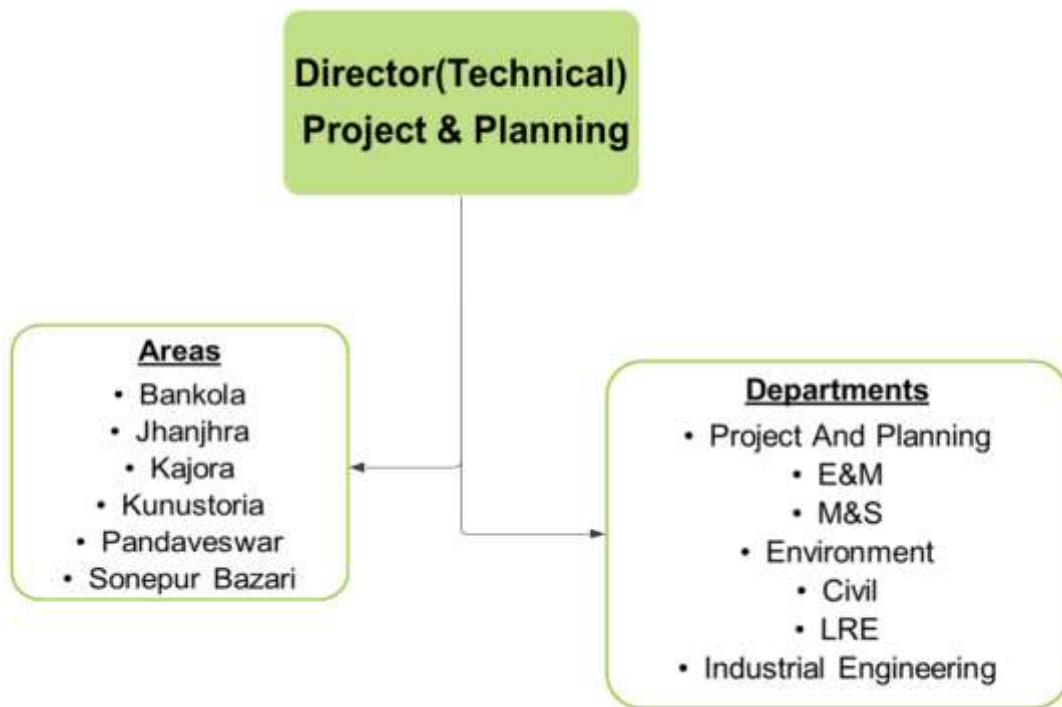 Director(Technical)
Project & Planning
Areas
• Bankola
• Jhanjhra
• Kajora
• Kunustoria
• Pandaveswar
• Sonepur Bazari
Departments
• Project And Planning
• E&M
• M&S
• Environment
• Civil
• LRE
• Industrial Engineering